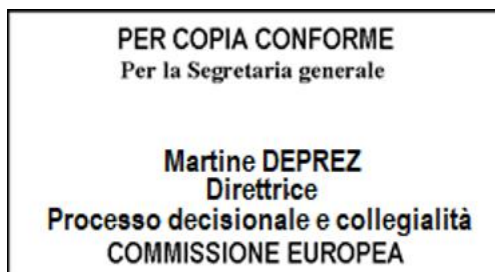 PER COPIA CONFORME
Per la Segretaria generale
Martine DEPREZ
Direttrice
Processo decisionale e collegialità
COMMISSIONE EUROPEA